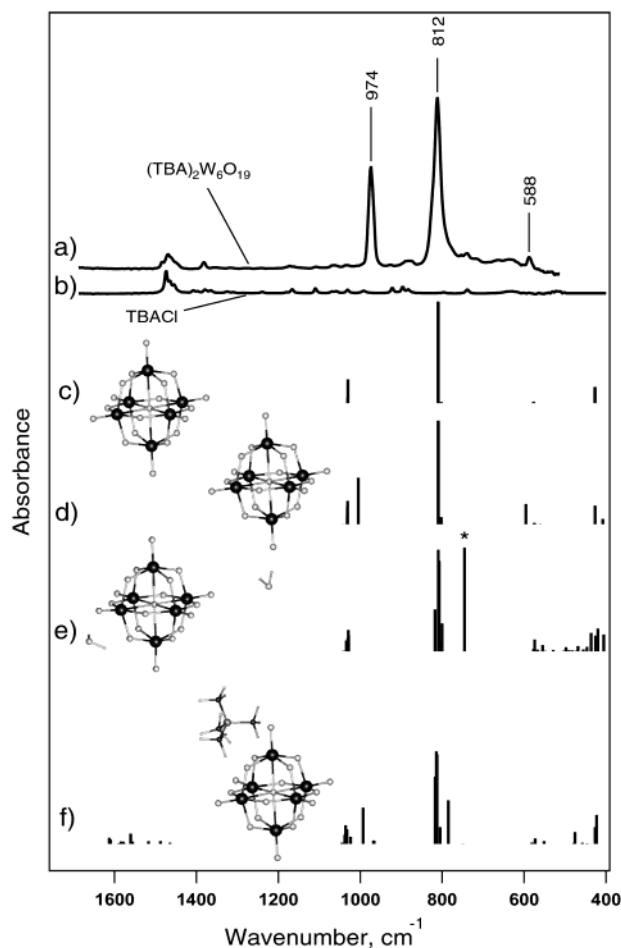 812
974
(TBA)₂W₆O₁₉
588
a)
b)
TBACl
c)
d)
*
e)
f)
Absorbance
1600 1400 1200 1000 800 600 400
Wavenumber, cm⁻¹